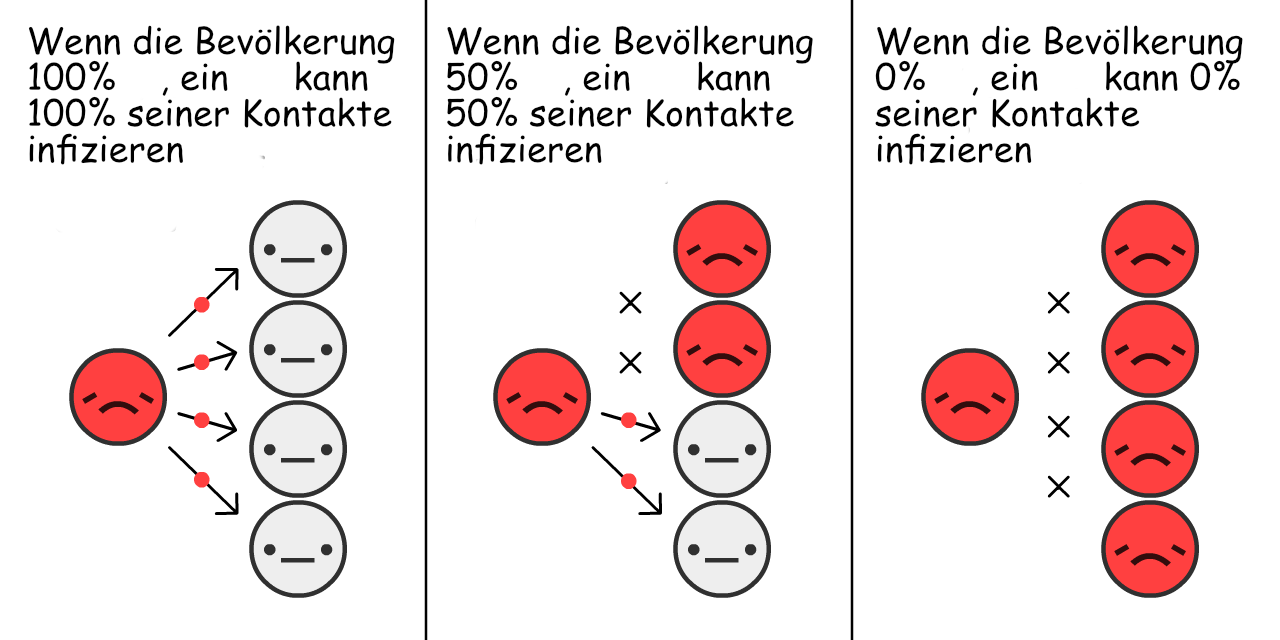 Wenn die Bevölkerung
100% , ein kann
100% seiner Kontakte
infizieren
Wenn die Bevölkerung
50% , ein kann
50% seiner Kontakte
infizieren
Wenn die Bevölkerung
0% , ein kann 0%
seiner Kontakte
infizieren